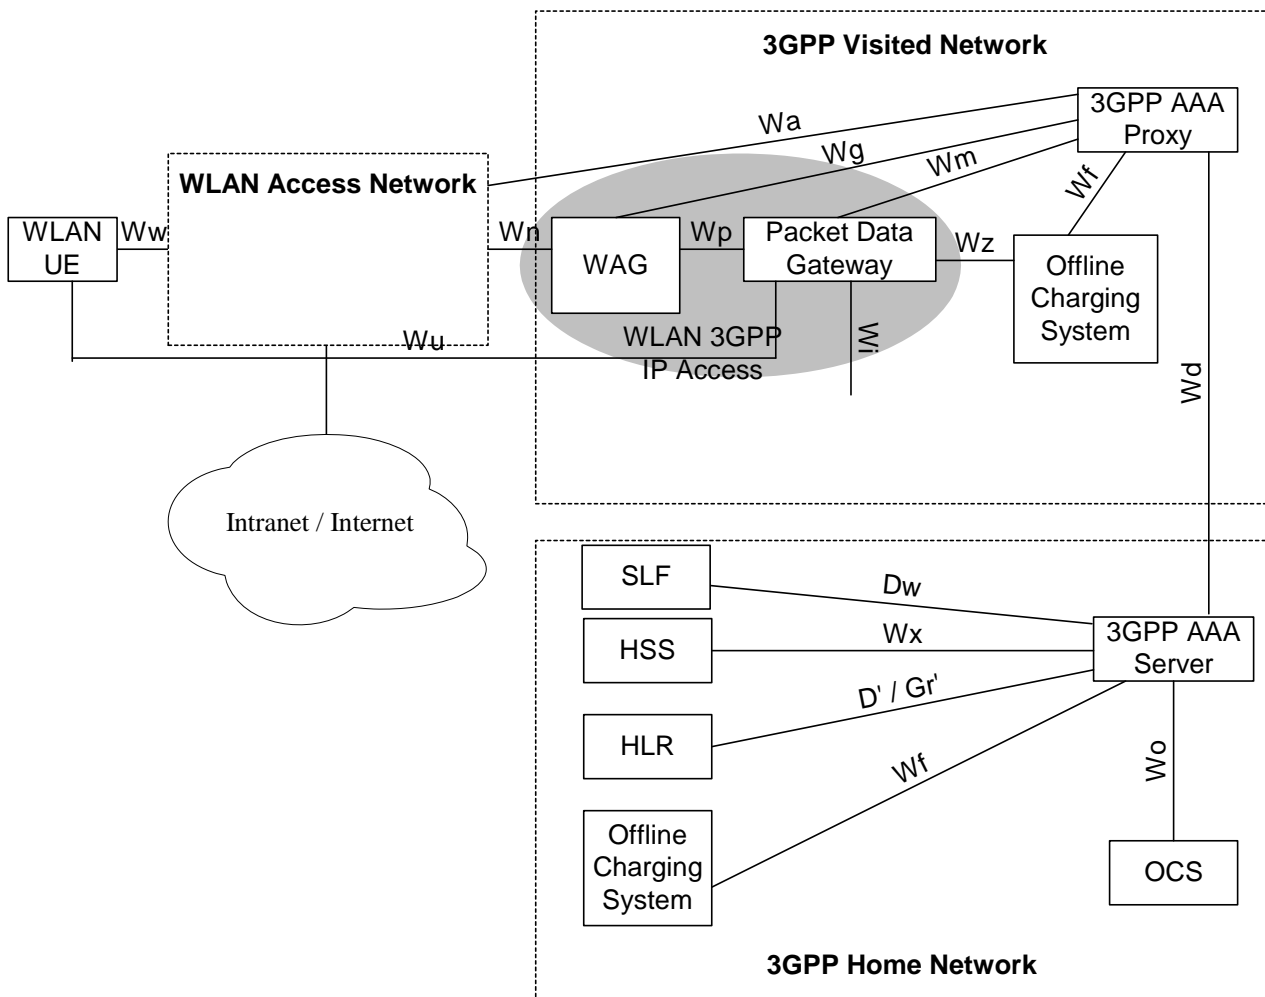 3GPP Visited Network
3GPP AAA
Proxy
Wa
Wg
Wm
Wf
WLAN Access Network
WLAN
UE
Ww
Wn
WAG
Wp
Packet Data
Gateway
Wz
Offline
Charging
System
Wu
WLAN 3GPP
IP Access
Wi
Wd
Intranet / Internet
SLF
Dw
HSS
Wx
3GPP AAA
Server
HLR
D' / Gr'
Wf
Wo
Offline
Charging
System
OCS
3GPP Home Network